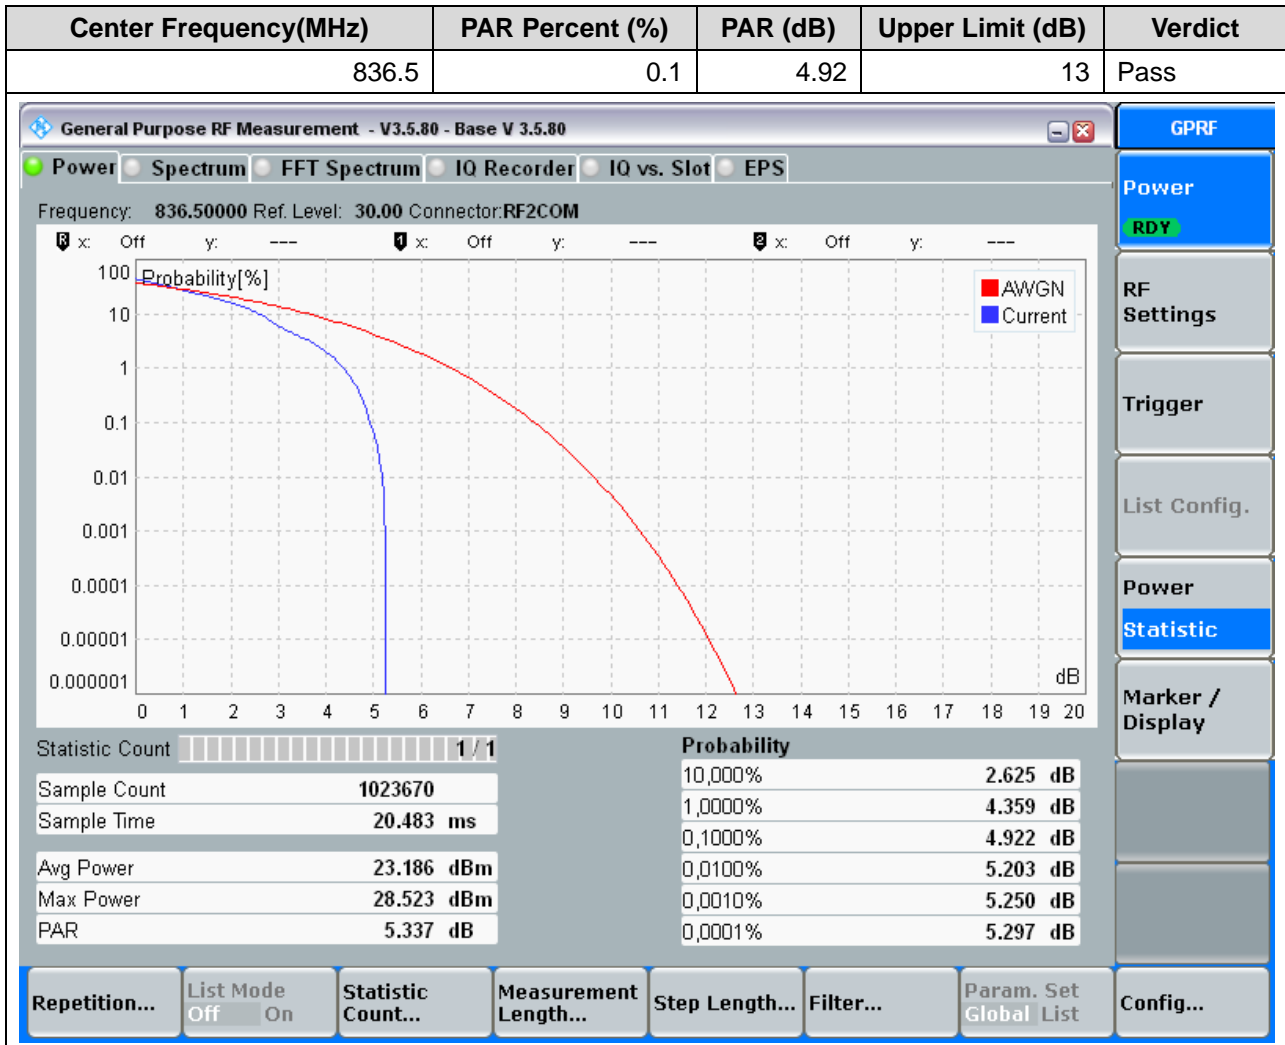 Center Frequency(MHz) PAR Percent (%) PAR (dB) Upper Limit (dB) Verdict
836.5 0.1 4.92 13 Pass
General Purpose RF Measurement - V3.5.80 - Base V 3.5.80
GPRF
Power Spectrum FFT Spectrum IQ Recorder IQ vs. Slot EPS
Frequency: 836.50000 Ref. Level: 30.00 Connector:RF2COM
R x: Off y: --- 1 x: Off y: --- 2 x: Off y: ---
Probability[%]
100
10
1
0.1
0.01
0.001
0.0001
0.00001
0.000001
AWGN
Current
dB
0 1 2 3 4 5 6 7 8 9 10 11 12 13 14 15 16 17 18 19 20
Statistic Count 1 / 1
Sample Count 1023670
Sample Time 20.483 ms
Avg Power 23.186 dBm
Max Power 28.523 dBm
PAR 5.337 dB
Probability
10,000% 2.625 dB
1,0000% 4.359 dB
0,1000% 4.922 dB
0,0100% 5.203 dB
0,0010% 5.250 dB
0,0001% 5.297 dB
Power
RDY
RF
Settings
Trigger
List Config.
Power
Statistic
Marker /
Display
Repetition...
List Mode
Off On
Statistic
Count...
Measurement
Length...
Step Length...
Filter...
Param. Set
Global List
Config...